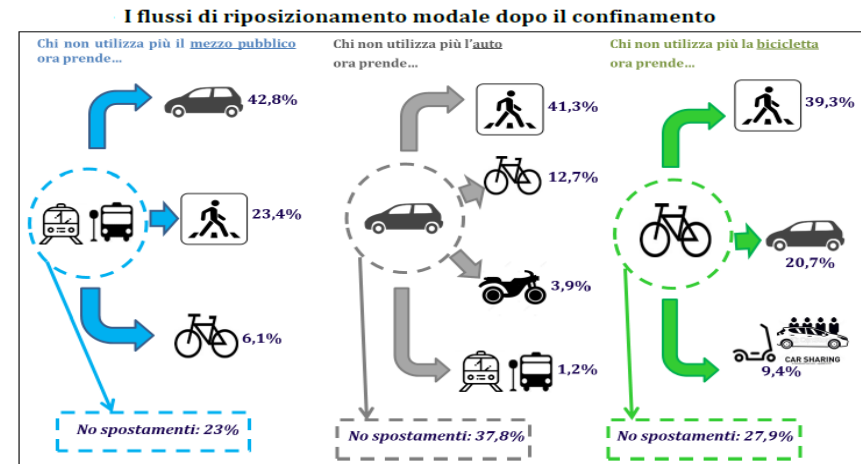 I flussi di riposizionamento modale dopo il confinamento
Chi non utilizza più il mezzo pubblico
ora prende…
42,8%
23,4%
6,1%
No spostamenti: 23%
Chi non utilizza più l'auto
ora prende…
41,3%
12,7%
3,9%
1,2%
No spostamenti: 37,8%
Chi non utilizza più la bicicletta
ora prende…
39,3%
20,7%
CAR SHARING
9,4%
No spostamenti: 27,9%